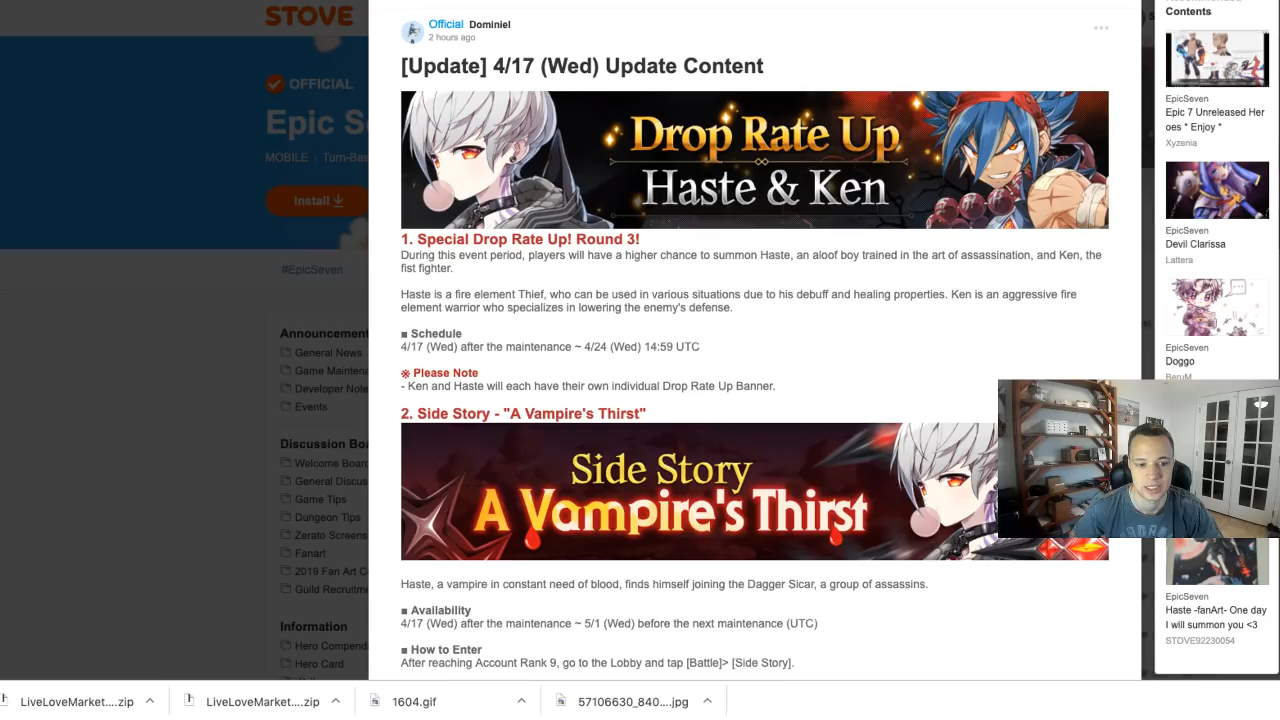 STOVE
OFFICIAL
Epic S
MOBILE | Turn-Bas
Install
#EpicSeven
Announcement
General News
Game Mainten
Developer Note
Events
Discussion Boa
Welcome Board
General Discus
Game Tips
Dungeon Tips
Zerato Screens
Fanart
2019 Fan Art C
Guild Recruitme
Information
Hero Compend
Hero Card
Official Dominiel
2 hours ago
[Update] 4/17 (Wed) Update Content
Drop Rate Up
Haste & Ken
1. Special Drop Rate Up! Round 3!
During this event period, players will have a higher chance to summon Haste, an aloof boy trained in the art of assassination, and Ken, the
fist fighter.
Haste is a fire element Thief, who can be used in various situations due to his debuff and healing properties. Ken is an aggressive fire
element warrior who specializes in lowering the enemy's defense.
■ Schedule
4/17 (Wed) after the maintenance ~ 4/24 (Wed) 14:59 UTC
※ Please Note
- Ken and Haste will each have their own individual Drop Rate Up Banner.
2. Side Story - "A Vampire's Thirst"
Side Story
A Vampire's Thirst
Haste, a vampire in constant need of blood, finds himself joining the Dagger Sicar, a group of assassins.
■ Availability
4/17 (Wed) after the maintenance ~ 5/1 (Wed) before the next maintenance (UTC)
■ How to Enter
After reaching Account Rank 9, go to the Lobby and tap [Battle]> [Side Story].
Contents
EpicSeven
Epic 7 Unreleased Her
oes * Enjoy *
Xyzenia
EpicSeven
Devil Clarissa
Lattera
EpicSeven
Doggo
BeruM
EpicSeven
Haste -fanArt- One day
I will summon you <3
STOVE92230054
LiveLoveMarket....zip
LiveLoveMarket....zip
1604.gif
57106630_840....jpg